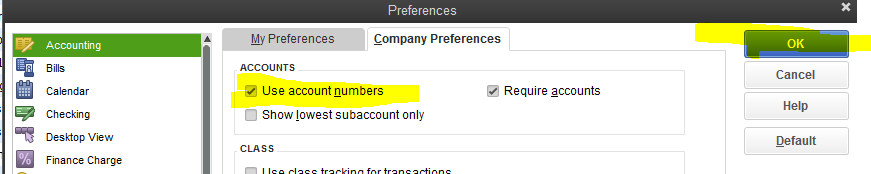 Preferences
Accounting
Bills
Calendar
Checking
Desktop View
Finance Charge
My Preferences
Company Preferences
ACCOUNTS
Use account numbers
Require accounts
Show lowest subaccount only
CLASS
Use class tracking for transactions
OK
Cancel
Help
Default